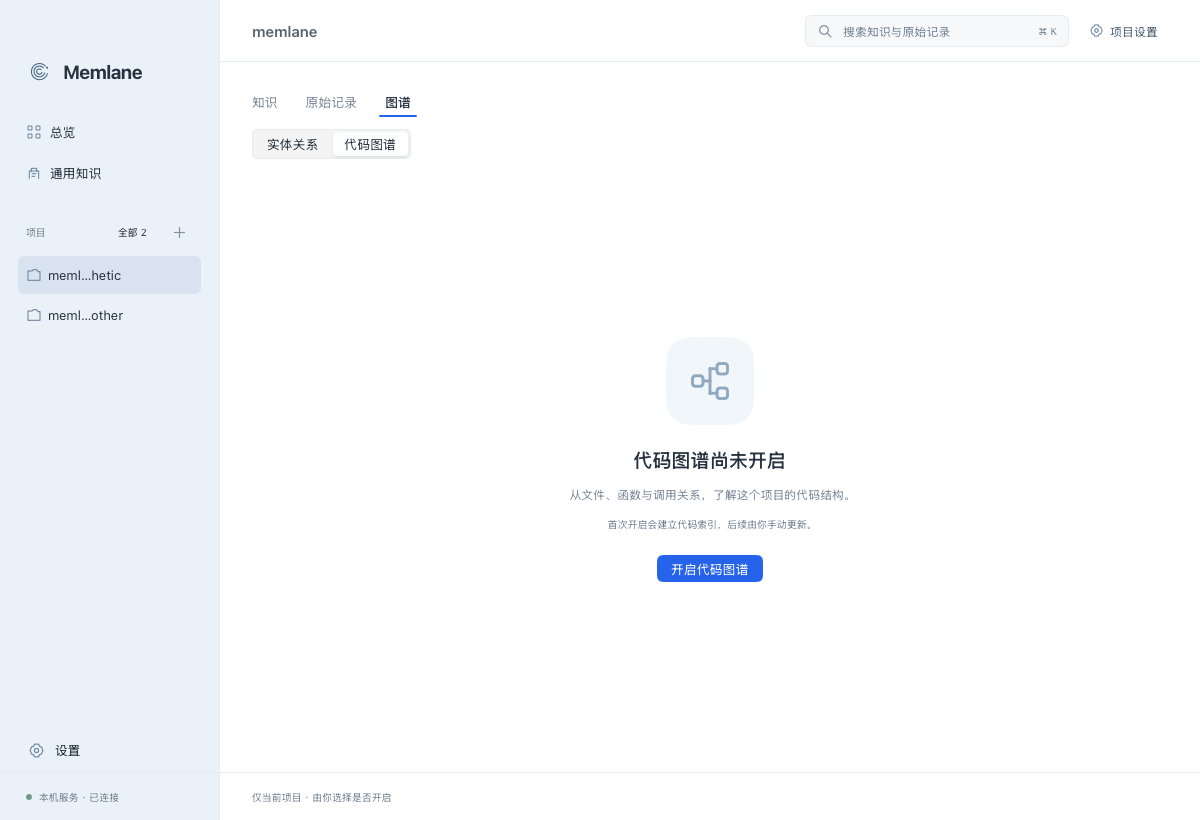 memlane
搜索知识与原始记录
⌘ K
项目设置
Memlane
总览
通用知识
项目
全部 2
meml...hetic
meml...other
设置
本机服务 · 已连接
知识
原始记录
图谱
实体关系
代码图谱
代码图谱尚未开启
从文件、函数与调用关系，了解这个项目的代码结构。
首次开启会建立代码索引，后续由你手动更新。
开启代码图谱
仅当前项目 · 由你选择是否开启